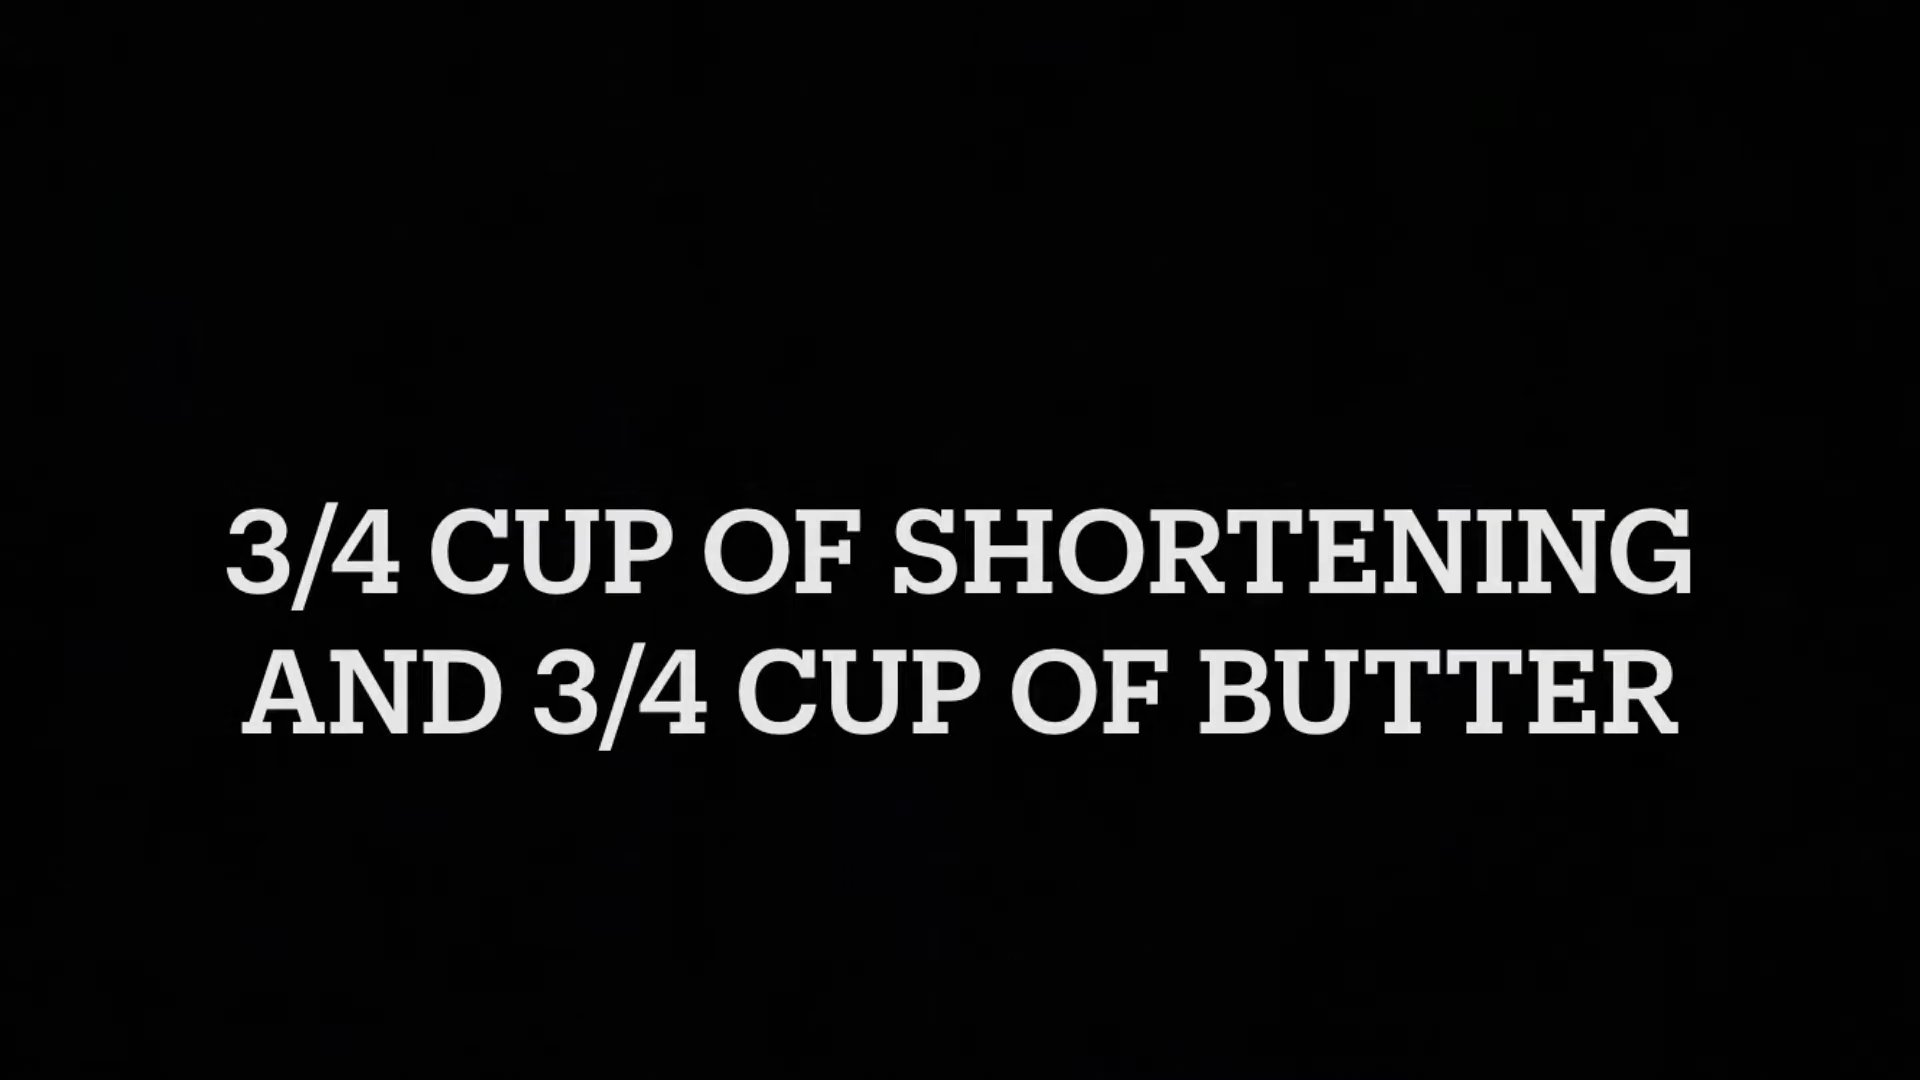 3/4 CUP OF SHORTENING
AND 3/4 CUP OF BUTTER